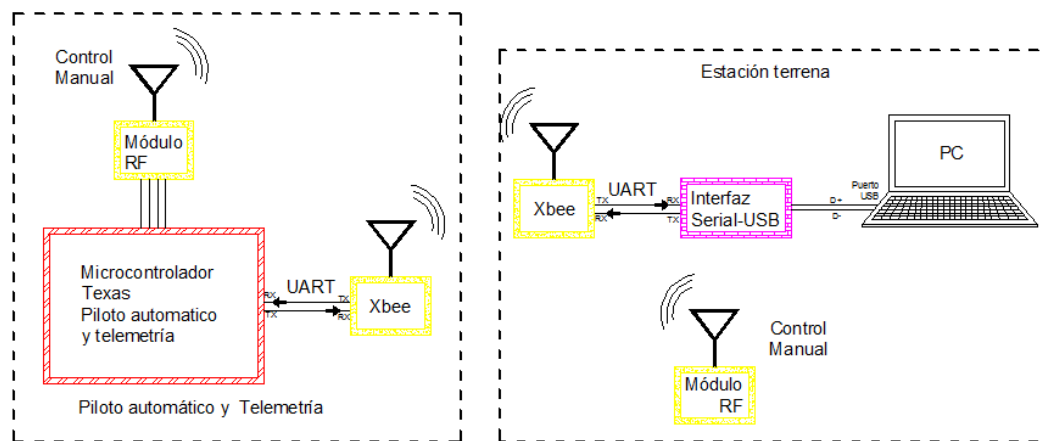 Control
Manual
Módulo
RF
Microcontrolador
Texas
Piloto automatico
y telemetría
RX
UART
TX
TX
RX
Xbee
Piloto automático y Telemetría
Estación terrena
Xbee
TX
UART
RX
RX
TX
Interfaz
Serial-USB
D+
D-
Puerto
USB
PC
Control
Manual
Módulo
RF